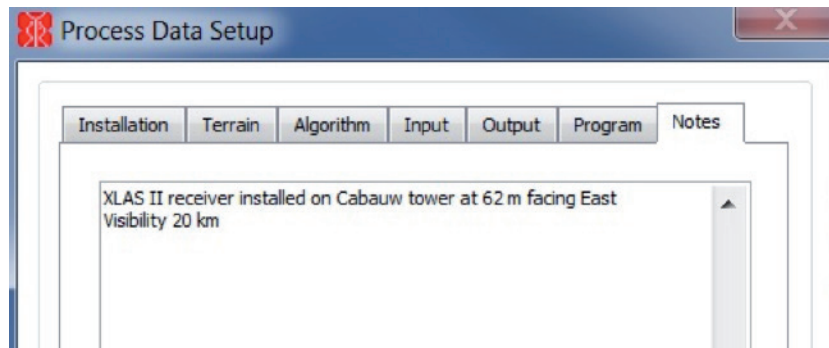 Process Data Setup
X
Installation Terrain Algorithm Input Output Program Notes
XLAS II receiver installed on Cabauw tower at 62 m facing East
Visibility 20 km